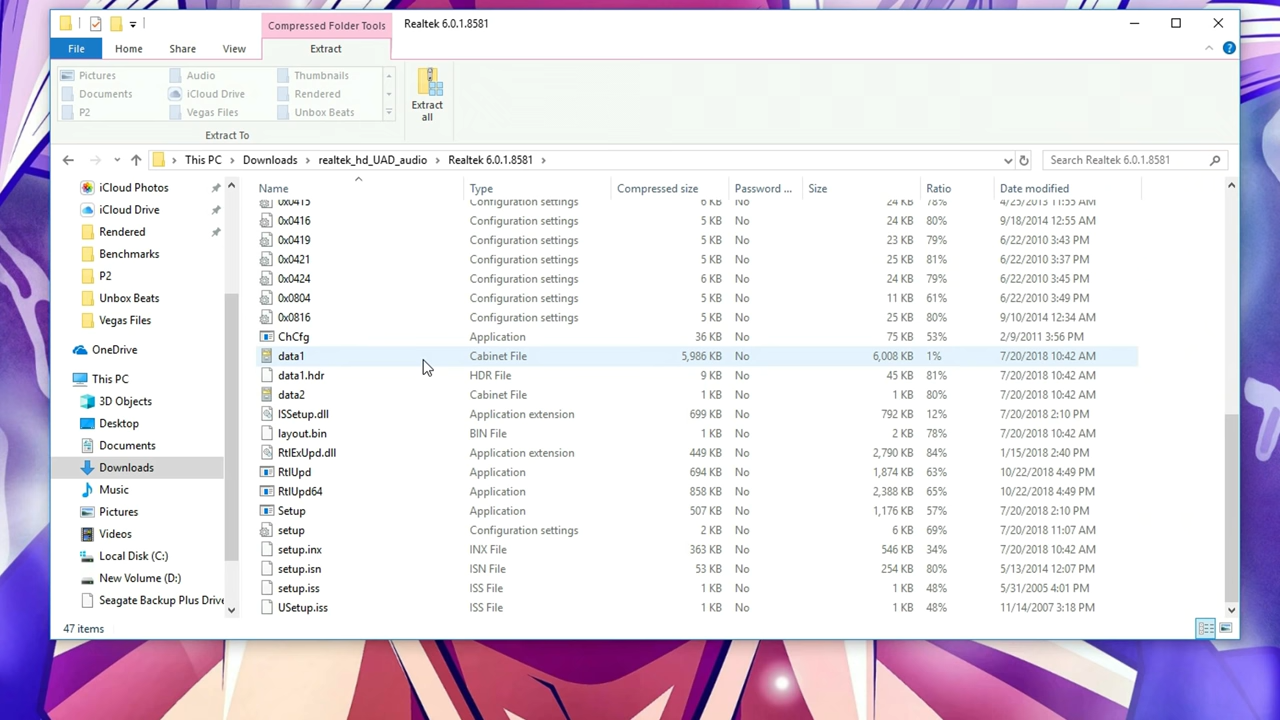 Compressed Folder Tools
Realtek 6.0.1.8581
File
Home
Share
View
Extract
Pictures
Audio
Thumbnails
Documents
iCloud Drive
Rendered
P2
Vegas Files
Unbox Beats
Extract To
Extract
all
This PC
Downloads
realtek_hd_UAD_audio
Realtek 6.0.1.8581
Search Realtek 6.0.1.8581
iCloud Photos
iCloud Drive
Rendered
Benchmarks
P2
Unbox Beats
Vegas Files
OneDrive
This PC
3D Objects
Desktop
Documents
Downloads
Music
Pictures
Videos
Local Disk (C:)
New Volume (D:)
Seagate Backup Plus Drive
Name Type Compressed size Password ... Size Ratio Date modified
0x0415 Configuration settings 6 KB No 24 KB 78% 4/25/2013 11:55 AM
0x0416 Configuration settings 5 KB No 24 KB 80% 9/18/2014 12:55 AM
0x0419 Configuration settings 5 KB No 23 KB 79% 6/22/2010 3:43 PM
0x0421 Configuration settings 5 KB No 25 KB 81% 6/22/2010 3:37 PM
0x0424 Configuration settings 6 KB No 24 KB 79% 6/22/2010 3:45 PM
0x0804 Configuration settings 5 KB No 11 KB 61% 6/22/2010 3:49 PM
0x0816 Configuration settings 5 KB No 25 KB 80% 9/10/2014 12:34 AM
ChCfg Application 36 KB No 75 KB 53% 2/9/2011 3:56 PM
data1 Cabinet File 5,986 KB No 6,008 KB 1% 7/20/2018 10:42 AM
data1.hdr HDR File 9 KB No 45 KB 81% 7/20/2018 10:42 AM
data2 Cabinet File 1 KB No 1 KB 80% 7/20/2018 10:42 AM
ISSetup.dll Application extension 699 KB No 792 KB 12% 7/20/2018 2:10 PM
layout.bin BIN File 1 KB No 2 KB 78% 7/20/2018 10:42 AM
RtlExUpd.dll Application extension 449 KB No 2,790 KB 84% 1/15/2018 2:40 PM
RtlUpd Application 694 KB No 1,874 KB 63% 10/22/2018 4:49 PM
RtlUpd64 Application 858 KB No 2,388 KB 65% 10/22/2018 4:49 PM
Setup Application 507 KB No 1,176 KB 57% 7/20/2018 2:10 PM
setup Configuration settings 2 KB No 6 KB 69% 7/20/2018 11:07 AM
setup.inx INX File 363 KB No 546 KB 34% 7/20/2018 10:42 AM
setup.isn ISN File 53 KB No 254 KB 80% 5/13/2014 12:07 PM
setup.iss ISS File 1 KB No 1 KB 48% 5/31/2005 4:01 PM
USetup.iss ISS File 1 KB No 1 KB 48% 11/14/2007 3:18 PM
47 items